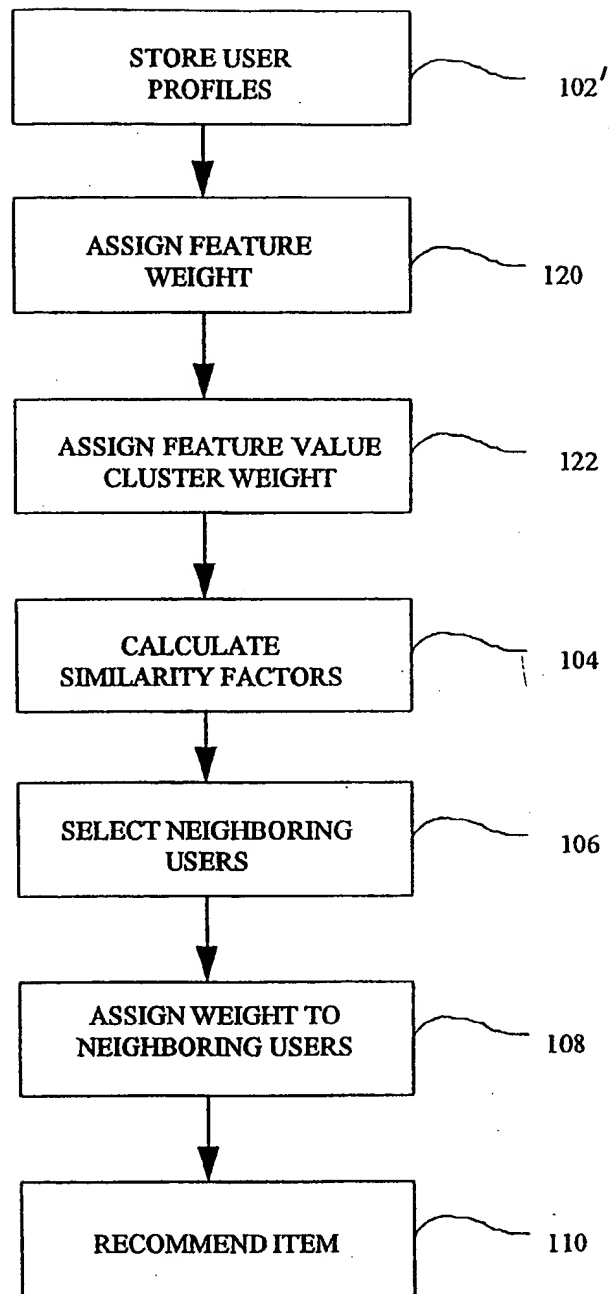 STORE USER
PROFILES
102'
ASSIGN FEATURE
WEIGHT
120
ASSIGN FEATURE VALUE
CLUSTER WEIGHT
122
CALCULATE
SIMILARITY FACTORS
104
SELECT NEIGHBORING
USERS
106
ASSIGN WEIGHT TO
NEIGHBORING USERS
108
RECOMMEND ITEM
110